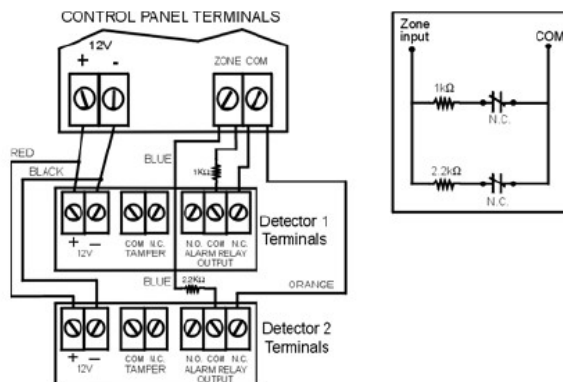 CONTROL PANEL TERMINALS
12V
+ -
ZONE COM
RED
BLACK
BLUE
1KΩ
Detector 1
Terminals
+ –
12V
COM N.C.
TAMPER
N.O. COM N.C.
ALARM RELAY
OUTPUT
BLUE
2.2KΩ
ORANGE
Detector 2
Terminals
+ –
12V
COM N.C.
TAMPER
N.O. COM N.C.
ALARM RELAY
OUTPUT
Zone
input
COM
1kΩ
N.C.
2.2kΩ
N.C.